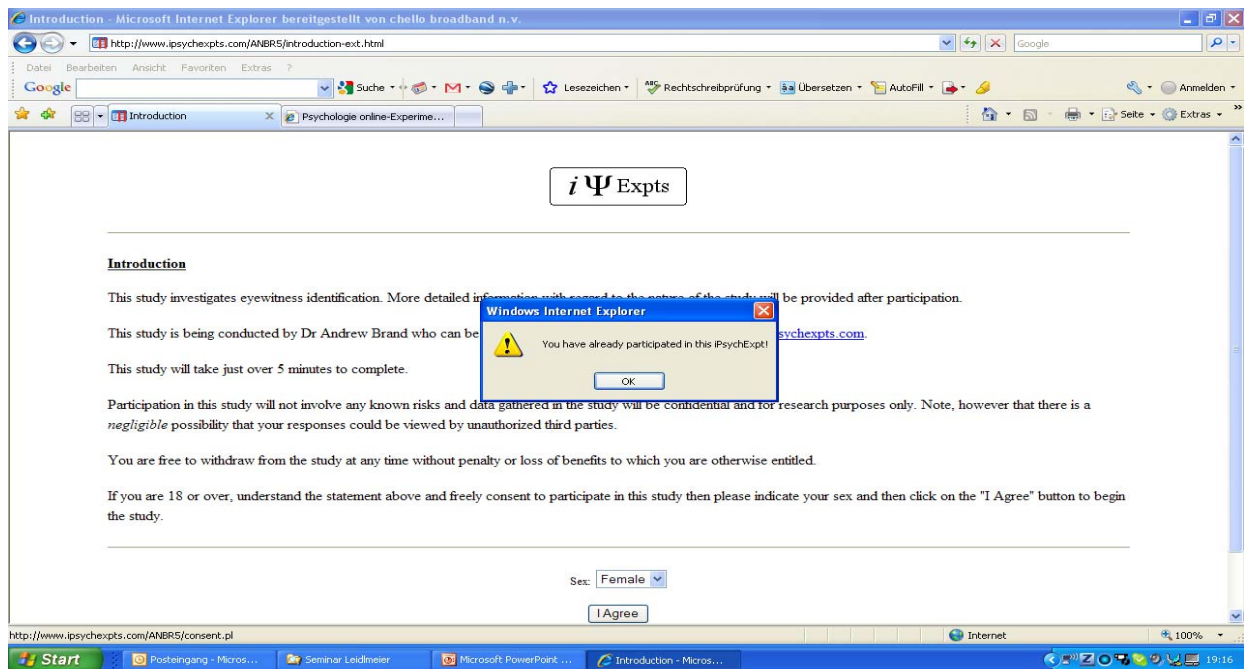 Introduction - Microsoft Internet Explorer bereitgestellt von chello broadband n.v.
http://www.ipsychexpts.com/ANBR5/introduction-ext.html
Google
Datei Bearbeiten Ansicht Favoriten Extras ?
Google Suche Lesezeichen Rechtschreibprüfung Übersetzen AutoFill Anmelden
Introduction Psychologie online-Experime... Seite Extras
i Ψ Expts
Introduction
This study investigates eyewitness identification. More detailed information with regard to the nature of the study will be provided after participation.
Windows Internet Explorer
This study is being conducted by Dr Andrew Brand who can be sychexpts.com.
You have already participated in this iPsychExpt!
This study will take just over 5 minutes to complete.
OK
Participation in this study will not involve any known risks and data gathered in the study will be confidential and for research purposes only. Note, however that there is a
negligible possibility that your responses could be viewed by unauthorized third parties.
You are free to withdraw from the study at any time without penalty or loss of benefits to which you are otherwise entitled.
If you are 18 or over, understand the statement above and freely consent to participate in this study then please indicate your sex and then click on the "I Agree" button to begin
the study.
Sex: Female
I Agree
http://www.ipsychexpts.com/ANBR5/consent.pl Internet 100%
Start Posteingang - Micros... Seminar Leidlmeier Microsoft PowerPoint ... Introduction - Micros... 19:16